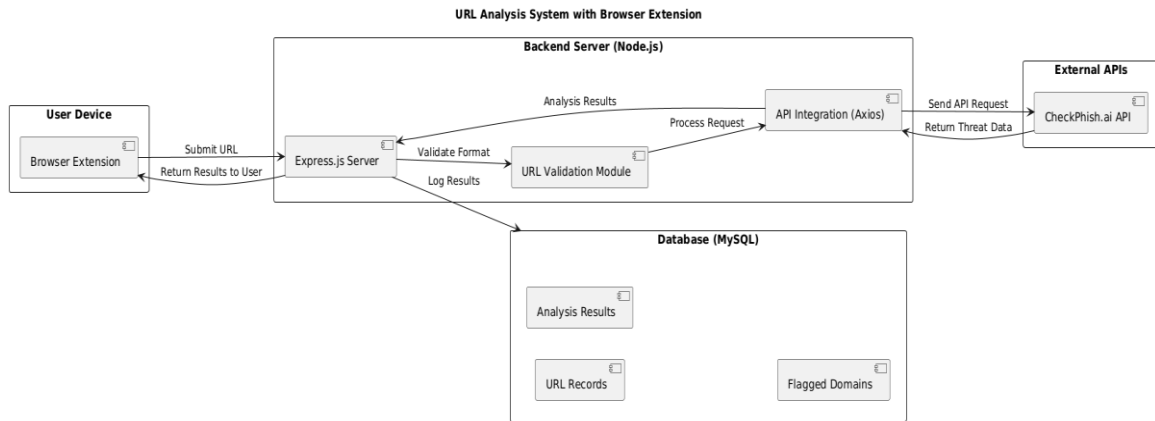 URL Analysis System with Browser Extension
Backend Server (Node.js)
External APIs
User Device
Analysis Results
API Integration (Axios)
Send API Request
CheckPhish.ai API
Return Threat Data
Process Request
Browser Extension
Submit URL
Return Results to User
Express.js Server
Validate Format
URL Validation Module
Log Results
Database (MySQL)
Analysis Results
URL Records
Flagged Domains